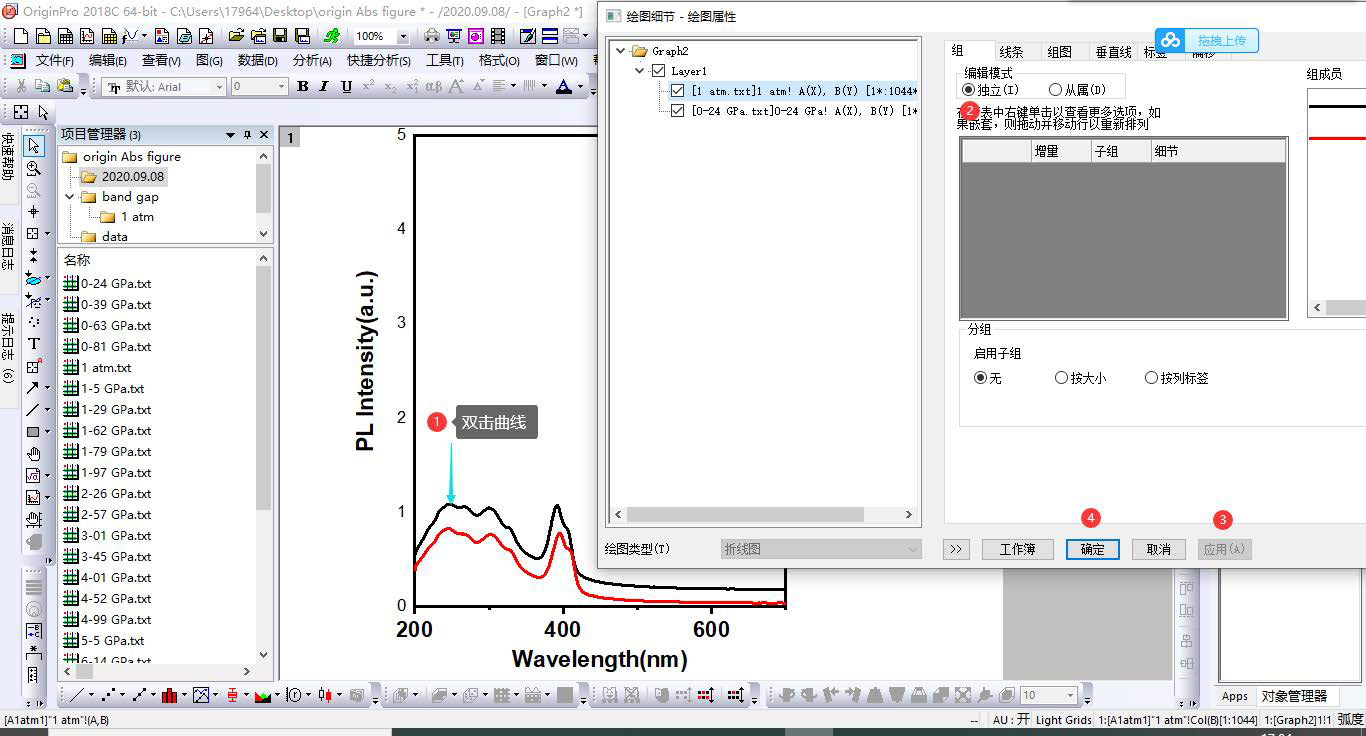 OriginPro 2018C 64-bit - C:\Users\17964\Desktop\origin Abs figure * - /2020.09.08/ - [Graph2 *]
100%
文件(F) 编辑(E) 查看(V) 图(G) 数据(D) 分析(A) 快捷分析(S) 工具(T) 格式(O) 窗口(W)
默认: Arial 0 B I U
项目管理器 (3)
origin Abs figure
2020.09.08
band gap
1 atm
data
快速帮助
消息日志
提示日志 (6)
名称
0-24 GPa.txt
0-39 GPa.txt
0-63 GPa.txt
0-81 GPa.txt
1 atm.txt
1-5 GPa.txt
1-29 GPa.txt
1-62 GPa.txt
1-79 GPa.txt
1-97 GPa.txt
2-26 GPa.txt
2-57 GPa.txt
3-01 GPa.txt
3-45 GPa.txt
4-01 GPa.txt
4-52 GPa.txt
4-99 GPa.txt
5-5 GPa.txt
6-14 GPa.txt
1
5
4
3
2
1
0
PL Intensity(a.u.)
1 双击曲线
200 400 600
Wavelength(nm)
绘图细节 - 绘图属性
Graph2
Layer1
[1 atm.txt]1 atm! A(X), B(Y) [1*:1044*
[0-24 GPa.txt]0-24 GPa! A(X), B(Y) [1*
拖拽上传
组 线条 组图 垂直线 标签 偏移
编辑模式
独立(I) 从属(D)
组成员
2
在表中右键单击以查看更多选项，如
果嵌套，则拖动并移动行以重新排列
增量 子组 细节
分组
启用子组
无 按大小 按列标签
4
3
绘图类型(T) 折线图 >> 工作簿 确定 取消 应用(A)
Apps 对象管理器
10
[A1atm1]"1 atm"!(A,B)
-- AU : 开 Light Grids 1:[A1atm1]"1 atm"!Col(B)[1:1044] 1:[Graph2]1!1 弧度